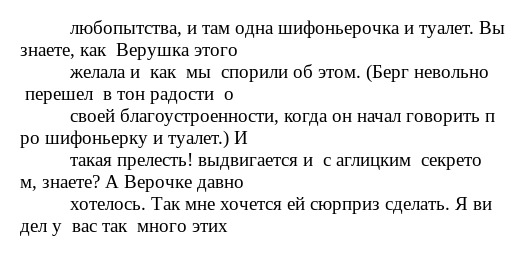 любопытства, и там одна шифоньерочка и туалет. Вы
знаете, как  Верушка этого
желала и  как  мы  спорили об этом. (Берг невольно
перешел  в тон радости  о
своей благоустроенности, когда он начал говорить п
ро шифоньерку и туалет.) И
такая прелесть! выдвигается и  с аглицким  секрето
м, знаете? А Верочке давно
хотелось. Так мне хочется ей сюрприз сделать. Я ви
дел у  вас так  много этих